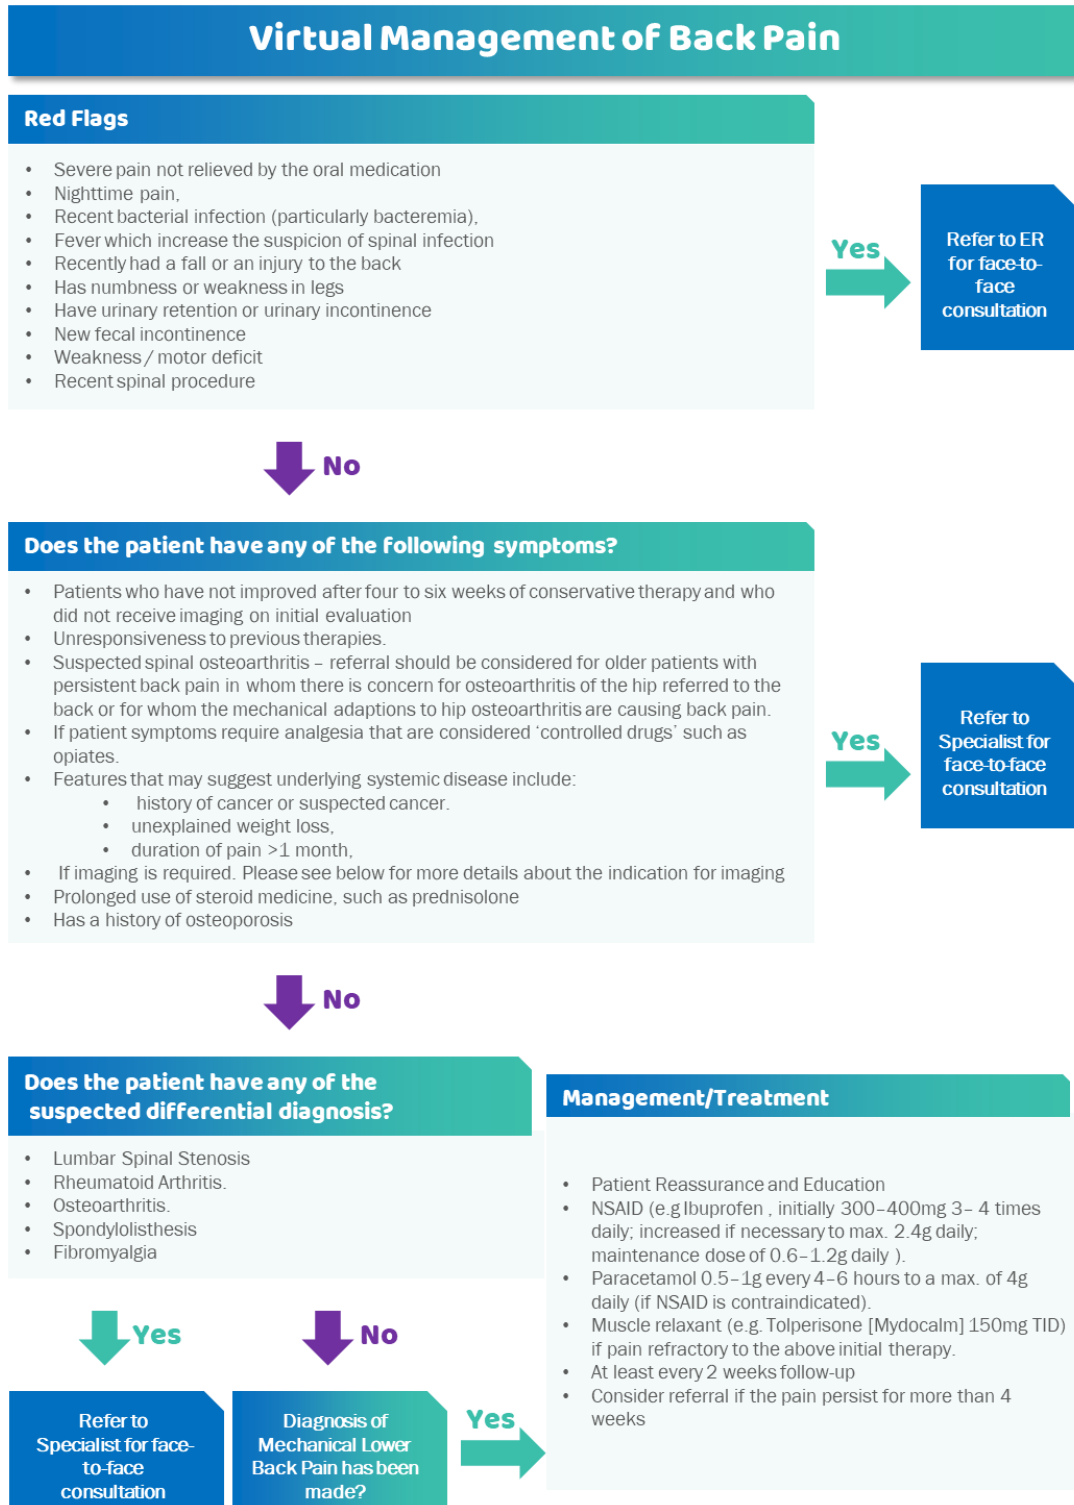 Virtual Management of Back Pain
Red Flags
• Severe pain not relieved by the oral medication
• Nighttime pain,
• Recent bacterial infection (particularly bacteremia),
• Fever which increase the suspicion of spinal infection
• Recently had a fall or an injury to the back
• Has numbness or weakness in legs
• Have urinary retention or urinary incontinence
• New fecal incontinence
• Weakness / motor deficit
• Recent spinal procedure
Yes
Refer to ER
for face-to-
face
consultation
No
Does the patient have any of the following symptoms?
• Patients who have not improved after four to six weeks of conservative therapy and who
did not receive imaging on initial evaluation
• Unresponsiveness to previous therapies.
• Suspected spinal osteoarthritis – referral should be considered for older patients with
persistent back pain in whom there is concern for osteoarthritis of the hip referred to the
back or for whom the mechanical adaptions to hip osteoarthritis are causing back pain.
• If patient symptoms require analgesia that are considered ‘controlled drugs’ such as
opiates.
• Features that may suggest underlying systemic disease include:
• history of cancer or suspected cancer.
• unexplained weight loss,
• duration of pain >1 month,
• If imaging is required. Please see below for more details about the indication for imaging
• Prolonged use of steroid medicine, such as prednisolone
• Has a history of osteoporosis
Yes
Refer to
Specialist for
face-to-face
consultation
No
Does the patient have any of the
suspected differential diagnosis?
• Lumbar Spinal Stenosis
• Rheumatoid Arthritis.
• Osteoarthritis.
• Spondylolisthesis
• Fibromyalgia
Yes
No
Refer to
Specialist for face-
to-face
consultation
Diagnosis of
Mechanical Lower
Back Pain has been
made?
Yes
Management/Treatment
• Patient Reassurance and Education
• NSAID (e.g Ibuprofen , initially 300–400mg 3– 4 times
daily; increased if necessary to max. 2.4g daily;
maintenance dose of 0.6–1.2g daily ).
• Paracetamol 0.5–1g every 4–6 hours to a max. of 4g
daily (if NSAID is contraindicated).
• Muscle relaxant (e.g. Tolperisone [Mydocalm] 150mg TID)
if pain refractory to the above initial therapy.
• At least every 2 weeks follow-up
• Consider referral if the pain persist for more than 4
weeks